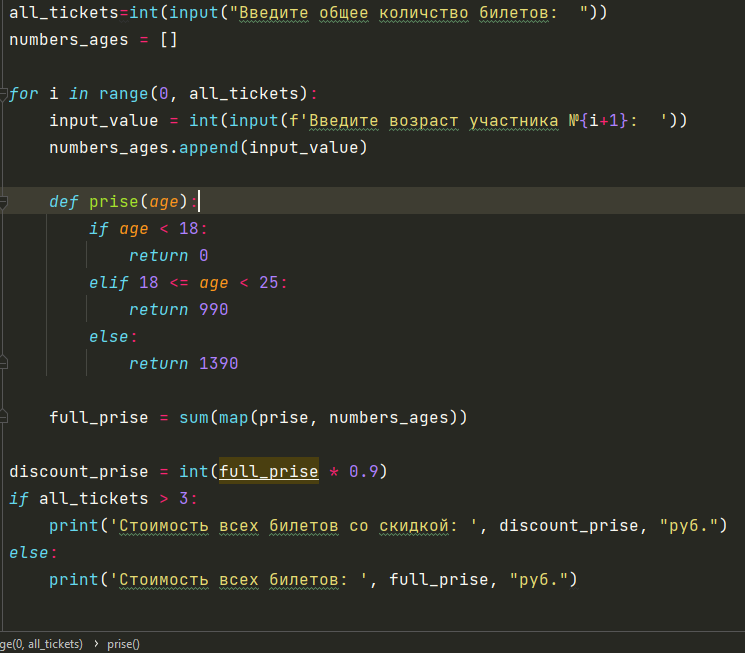 all_tickets=int(input("Введите общее количство билетов:  "))
numbers_ages = []
for i in range(0, all_tickets):
    input_value = int(input(f'Введите возраст участника №{i+1}:  '))
    numbers_ages.append(input_value)
    def prise(age):
        if age < 18:
            return 0
        elif 18 <= age < 25:
            return 990
        else:
            return 1390
    full_prise = sum(map(prise, numbers_ages))
discount_prise = int(full_prise * 0.9)
if all_tickets > 3:
    print('Стоимость всех билетов со скидкой: ', discount_prise, "руб.")
else:
    print('Стоимость всех билетов: ', full_prise, "руб.")
ge(0, all_tickets) › prise()